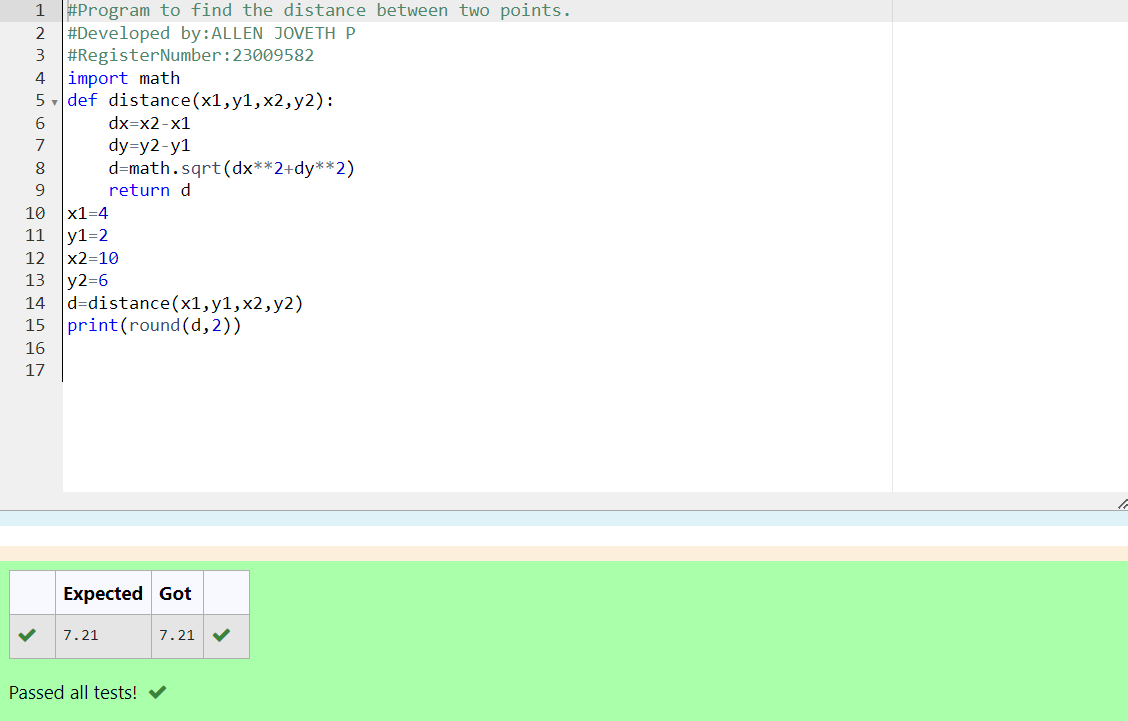 1 #Program to find the distance between two points.
2 #Developed by:ALLEN JOVETH P
3 #RegisterNumber:23009582
4 import math
5 def distance(x1,y1,x2,y2):
6     dx=x2-x1
7     dy=y2-y1
8     d=math.sqrt(dx**2+dy**2)
9     return d
10 x1=4
11 y1=2
12 x2=10
13 y2=6
14 d=distance(x1,y1,x2,y2)
15 print(round(d,2))
16
17
Expected Got
7.21 7.21
Passed all tests!